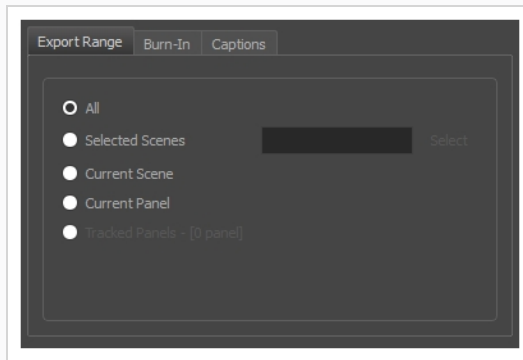 Export Range Burn-In Captions
All
Selected Scenes Select
Current Scene
Current Panel
Tracked Panels - [0 panel]